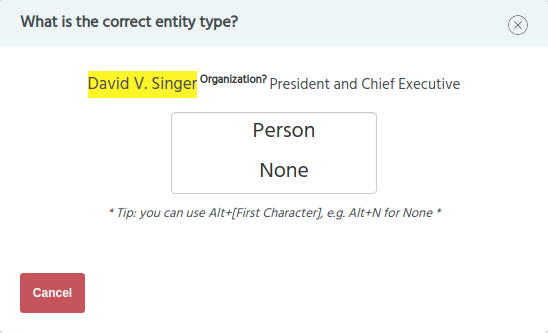 What is the correct entity type?
David V. Singer Organization? President and Chief Executive
Person
None
* Tip: you can use Alt+[First Character], e.g. Alt+N for None *
Cancel